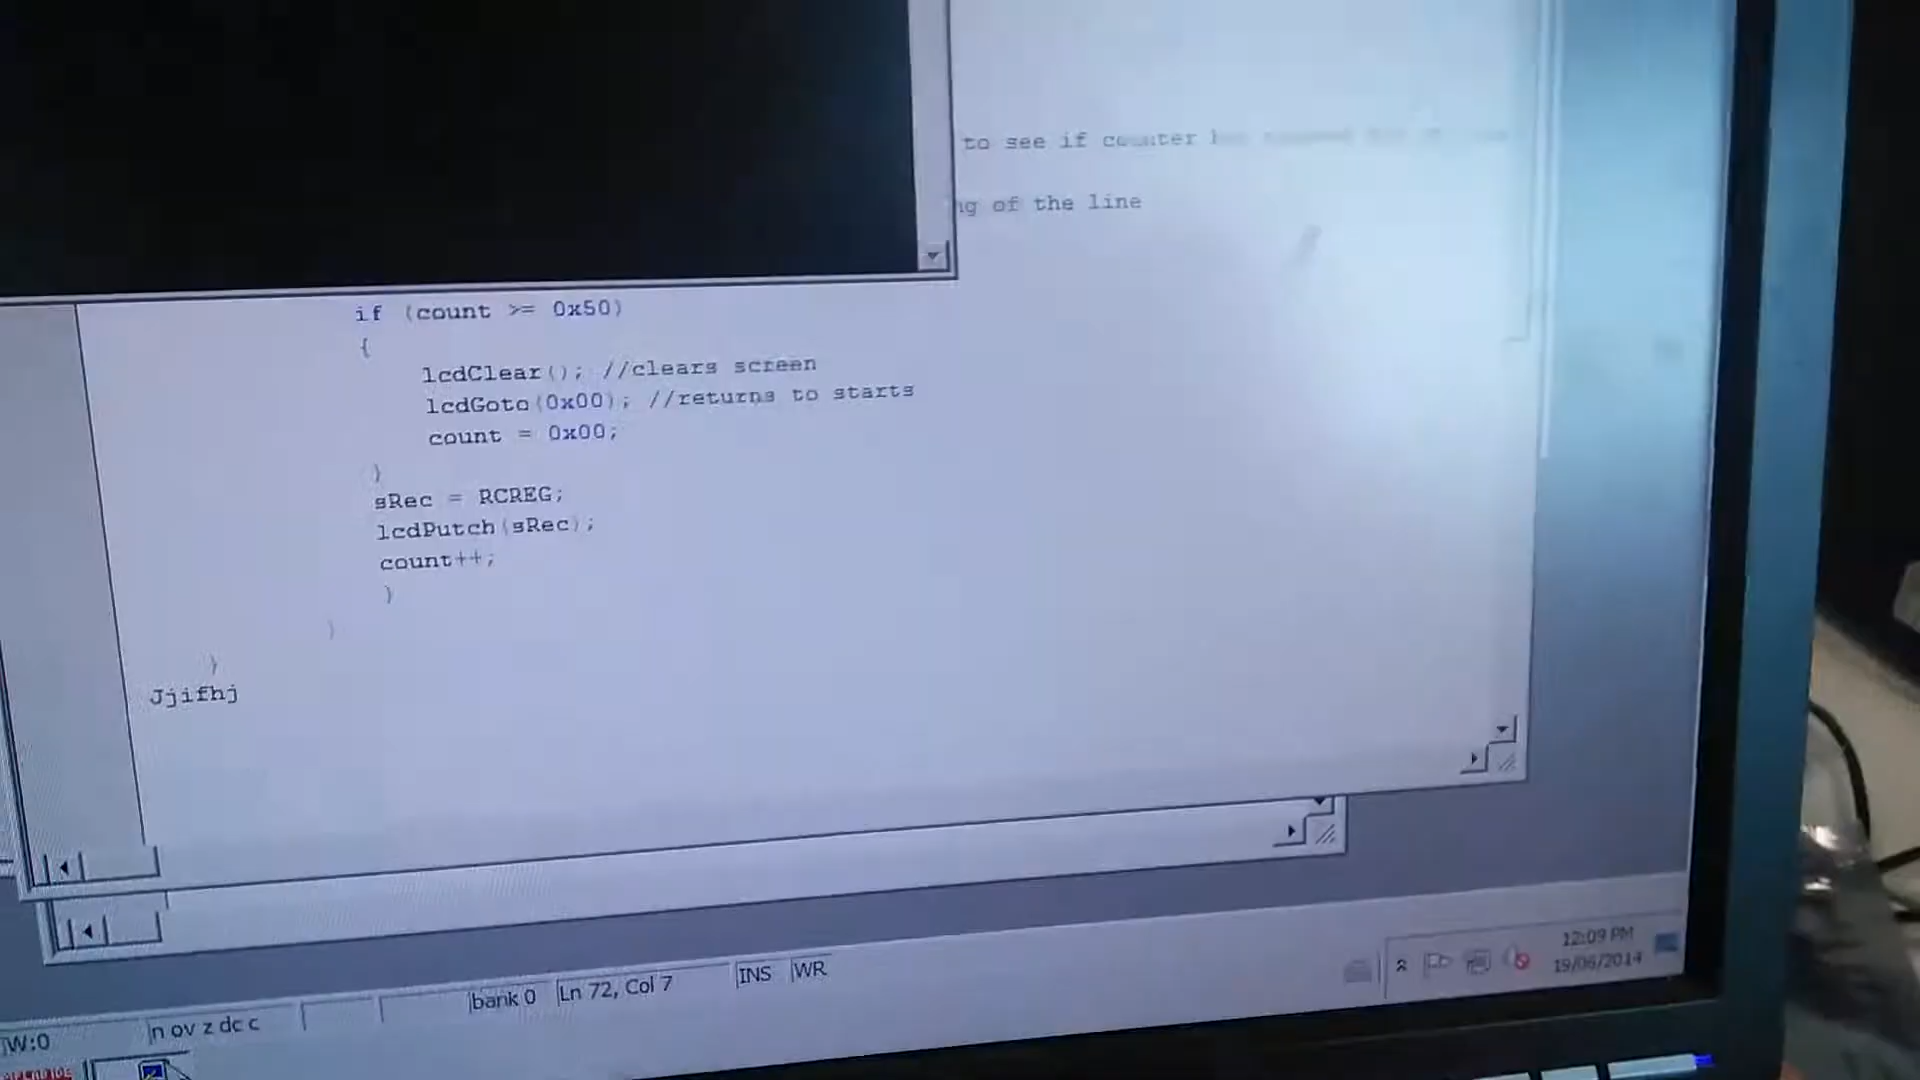 to see if counter
ng of the line
if (count >= 0x50)
{
lcdClear(); //clears screen
lcdGoto(0x00); //returns to starts
count = 0x00;
}
sRec = RCREG;
lcdPutch(sRec);
count++;
}
}
}
Jjifhj
W:0 n ov z dc c bank 0 Ln 72, Col 7 INS WR
12:09 PM
19/06/2014